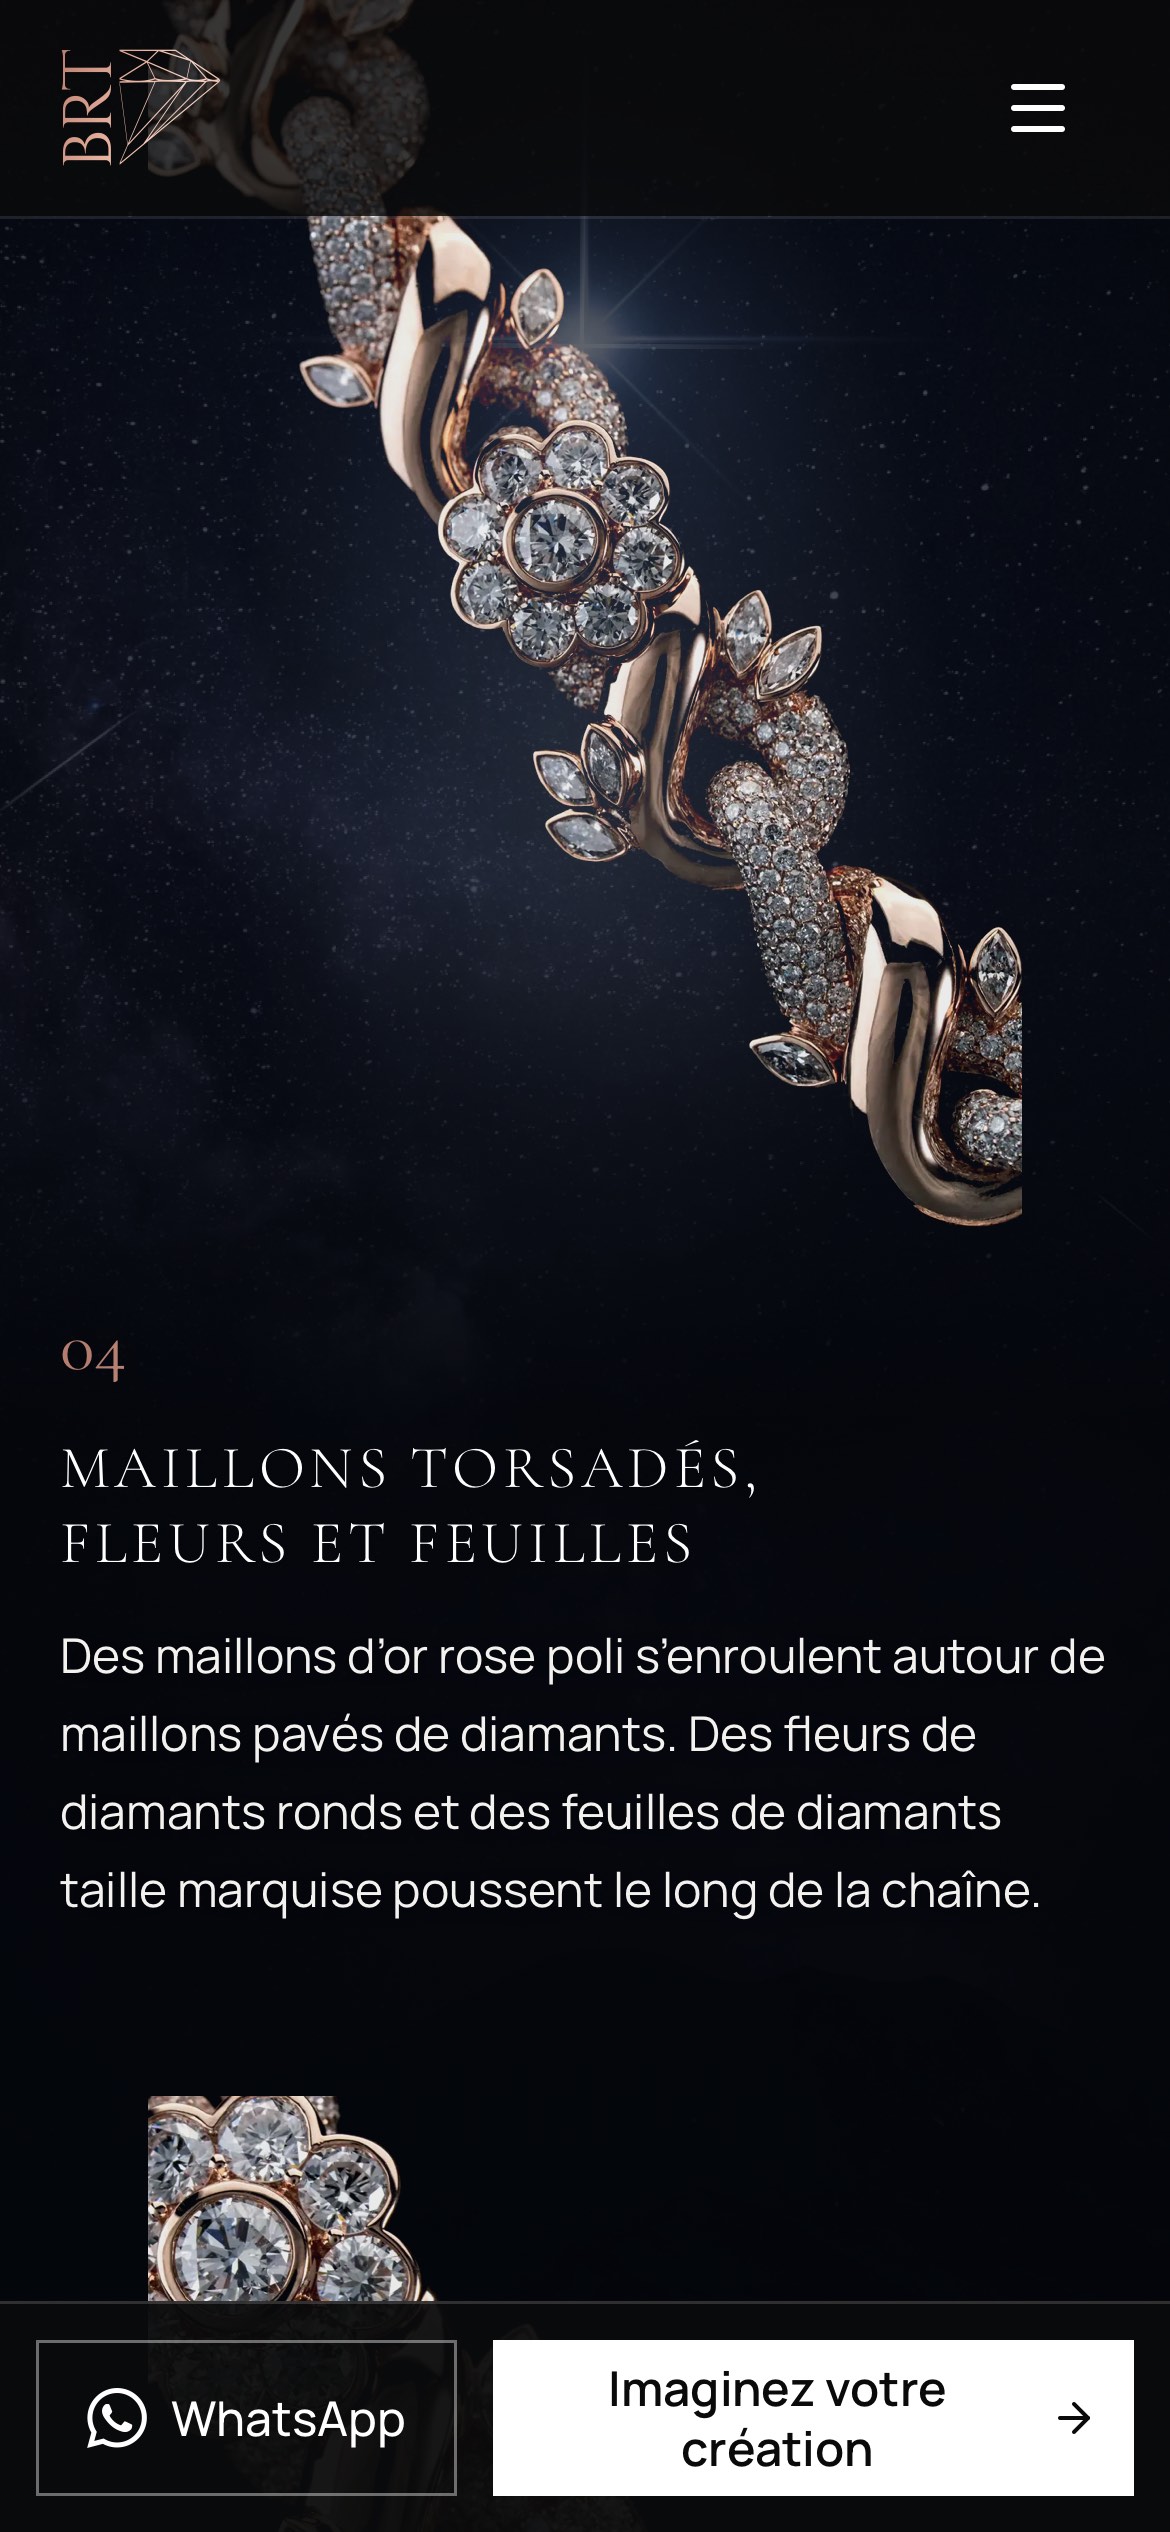 BRT
04
MAILLONS TORSADÉS,
FLEURS ET FEUILLES
Des maillons d’or rose poli s’enroulent autour de
maillons pavés de diamants. Des fleurs de
diamants ronds et des feuilles de diamants
taille marquise poussent le long de la chaîne.
WhatsApp
Imaginez votre
création